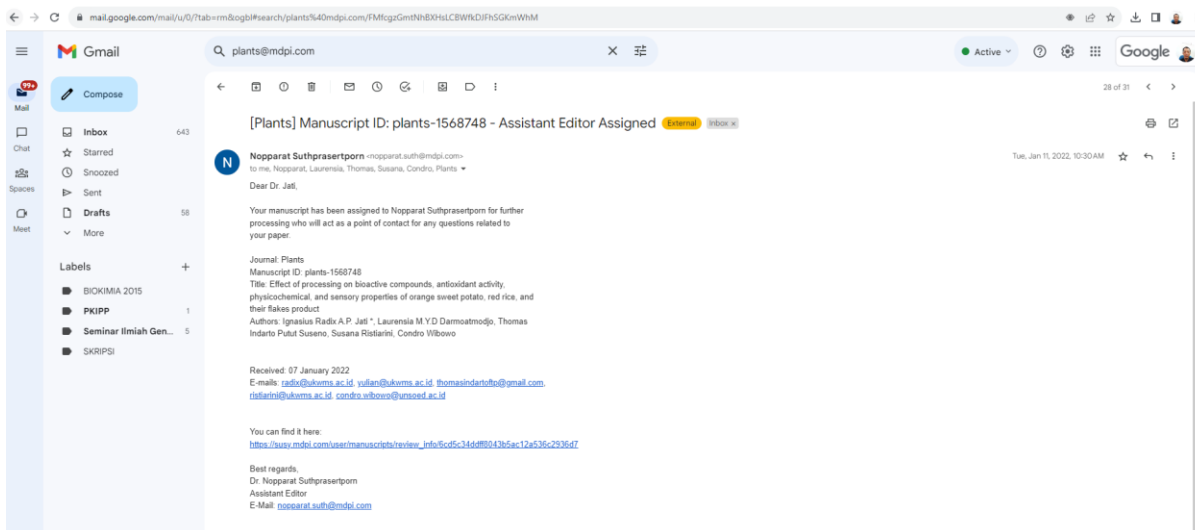 mail.google.com/mail/u/0/?tab=rm&ogbl#search/plants%40mdpi.com/FMfcgzGmtNhBXHsLCBWfkDJFhSGKmWhM
Gmail
plants@mdpi.com
Active
Google
99+
Mail
Chat
Spaces
Meet
Compose
Inbox 643
Starred
Snoozed
Sent
Drafts 58
More
Labels +
BIOKIMIA 2015
PKIPP 1
Seminar Ilmiah Gen... 5
SKRIPSI
28 of 31
[Plants] Manuscript ID: plants-1568748 - Assistant Editor Assigned External Inbox x
N
Nopparat Suthprasertporn <nopparat.suth@mdpi.com>
Tue, Jan 11, 2022, 10:30 AM
to me, Nopparat, Laurensia, Thomas, Susana, Condro, Plants
Dear Dr. Jati,
Your manuscript has been assigned to Nopparat Suthprasertporn for further
processing who will act as a point of contact for any questions related to
your paper.
Journal: Plants
Manuscript ID: plants-1568748
Title: Effect of processing on bioactive compounds, antioxidant activity,
physicochemical, and sensory properties of orange sweet potato, red rice, and
their flakes product
Authors: Ignasius Radix A.P. Jati *, Laurensia M.Y.D Darmoatmodjo, Thomas
Indarto Putut Suseno, Susana Ristiarini, Condro Wibowo
Received: 07 January 2022
E-mails: radix@ukwms.ac.id, yulian@ukwms.ac.id, thomasindartoftp@gmail.com,
ristiarini@ukwms.ac.id, condro.wibowo@unsoed.ac.id
You can find it here:
https://susy.mdpi.com/user/manuscripts/review_info/6cd5c34ddff8043b5ac12a536c2936d7
Best regards,
Dr. Nopparat Suthprasertporn
Assistant Editor
E-Mail: nopparat.suth@mdpi.com